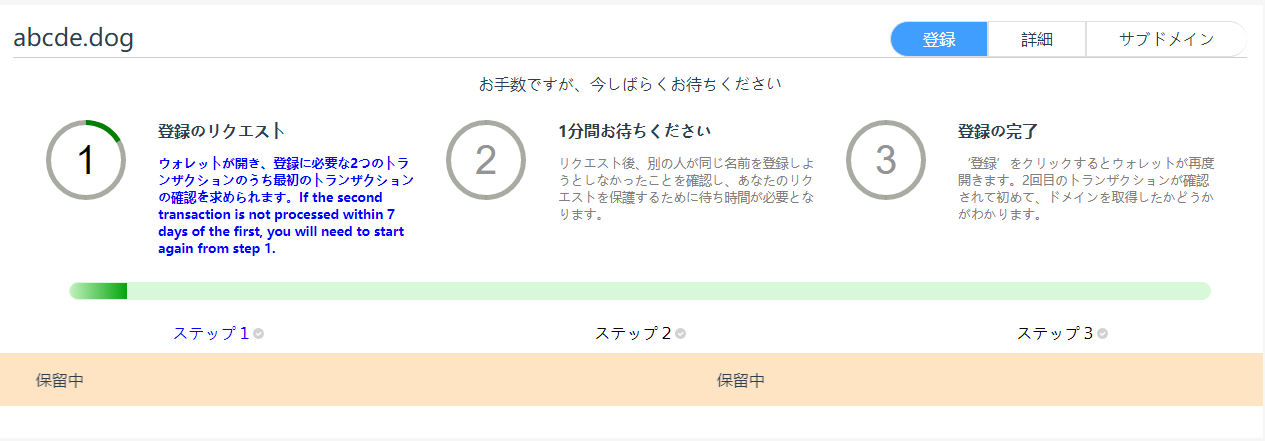 abcde.dog
登録 詳細 サブドメイン
お手数ですが、今しばらくお待ちください
1
登録のリクエスト
ウォレットが開き、登録に必要な2つのトラ
ンザクションのうち最初のトランザクション
の確認を求められます。If the second
transaction is not processed within 7
days of the first, you will need to start
again from step 1.
2
1分間お待ちください
リクエスト後、別の人が同じ名前を登録しよ
うとしなかったことを確認し、あなたのリク
エストを保護するために待ち時間が必要とな
ります。
3
登録の完了
‘登録’をクリックするとウォレットが再度
開きます。2回目のトランザクションが確認
されて初めて、ドメインを取得したかどうか
がわかります。
ステップ 1
ステップ 2
ステップ 3
保留中 保留中